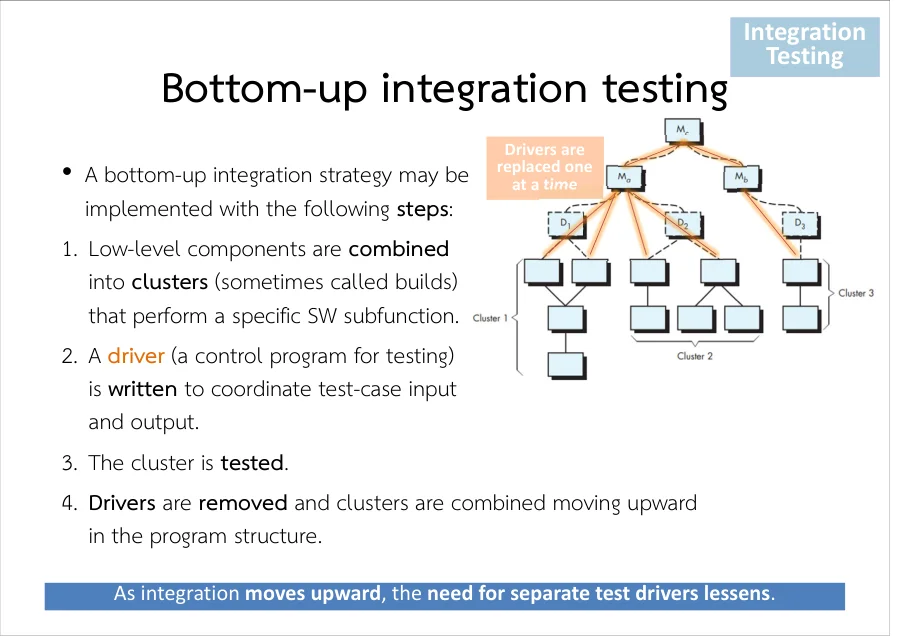 Integration
Testing
Bottom-up integration testing
• A bottom-up integration strategy may be
implemented with the following steps:
1. Low-level components are combined
into clusters (sometimes called builds)
that perform a specific SW subfunction.
2. A driver (a control program for testing)
is written to coordinate test-case input
and output.
3. The cluster is tested.
4. Drivers are removed and clusters are combined moving upward
in the program structure.
Drivers are
replaced one
at a time
Mc
Ma
Mb
D1
D2
D3
Cluster 1
Cluster 2
Cluster 3
As integration moves upward, the need for separate test drivers lessens.